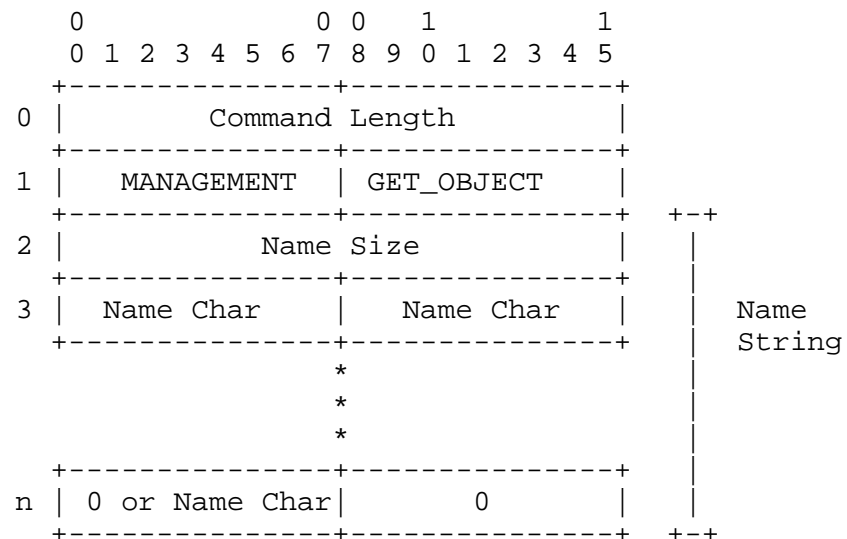 0 0 0 1 1
0 1 2 3 4 5 6 7 8 9 0 1 2 3 4 5
+---------------+---------------+
0 | Command Length |
+---------------+---------------+
1 | MANAGEMENT | GET_OBJECT |
+---------------+---------------+ +-+
2 | Name Size | |
+---------------+---------------+ |
3 | Name Char | Name Char | | Name
+---------------+---------------+ | String
* |
* |
* |
+---------------+---------------+ |
n | 0 or Name Char| 0 | |
+---------------+---------------+ +-+